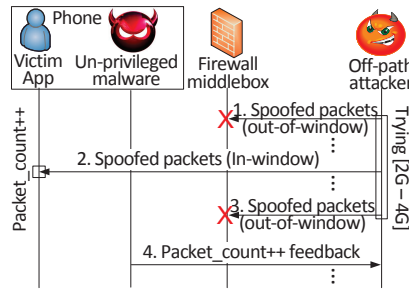 Phone
Victim
App
Un-privileged
malware
Firewall
middlebox
Off-path
attacker
1. Spoofed packets
(out-of-window)
2. Spoofed packets (In-window)
3. Spoofed packets
(out-of-window)
4. Packet_count++ feedback
Packet_count++
Trying
[2G – 4G]